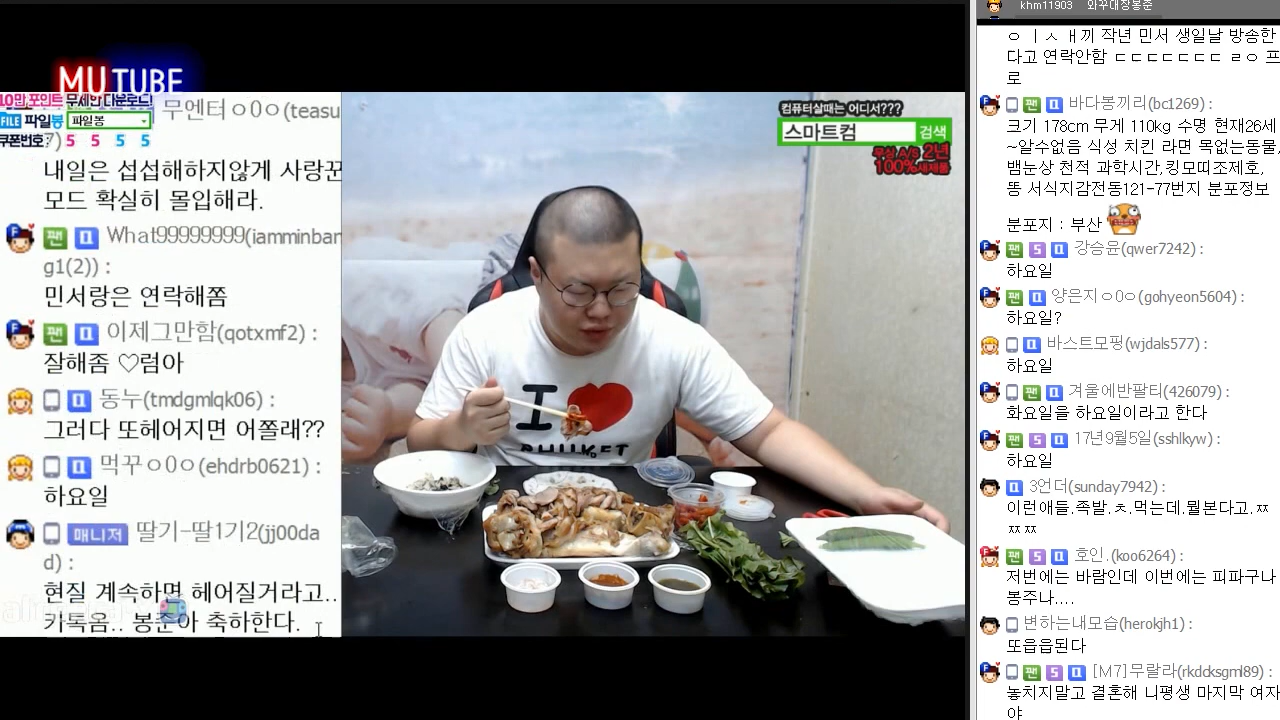 MUTUBE
10만 포인트 무제한 다운로드!
FILE 파일봉 파일봉
쿠폰번호 5 5 5 5
무엔터ㅇ0ㅇ(teasu
7) :
내일은 섭섭해하지않게 사랑꾼
모드 확실히 몰입해라.
팬 What99999999(iamminban
g1(2)) :
민서랑은 연락해쫌
팬 이제그만함(qotxmf2) :
잘해좀 ♡럼아
동누(tmdgmlqk06) :
그러다 또헤어지면 어쫄래??
먹꾸ㅇ0ㅇ(ehdrb0621) :
하요일
매니저 딸기-딸1기2(jj00da
d) :
현질 계속하면 헤어질거라고..
카톡옴.. 봉준아 축하한다.
컴퓨터살때는 어디서???
스마트컴 검색
무상 A/S 2년
100%새제품
I ♥
PHUKET
khm11903 와꾸대장봉준
ㅇㅣㅅㅐ끼 작년 민서 생일날 방송한
다고 연락안함 ㄷㄷㄷㄷㄷㄷㄷ ㄹㅇ 프
로
팬 바다봉끼리(bc1269) :
크기 178cm 무게 110kg 수명 현재26세
~알수없음 식성 치킨 라면 목없는동물,
뱀눈상 천적 과학시간,킹모띠조제호,
똥 서식지감전동121-77번지 분포정보
분포지 : 부산
팬 S 강승윤(qwer7242) :
하요일
팬 양은지ㅇ0ㅇ(gohyeon5604) :
하요일?
바스트모핑(wjdals577) :
하요일
팬 겨울에반팔티(426079) :
화요일을 하요일이라고 한다
팬 S 17년9월5일(sshlkyw) :
하요일
3언더(sunday7942) :
이런애들.족발.ㅊ.먹는데.뭘본다고.ㅉ
ㅉㅉ
팬 S 호인.(koo6264) :
저번에는 바람인데 이번에는 피파구나
봉주나....
변하는내모습(herokjh1) :
또읍읍된다
팬 S [M7]무랄라(rkddksgml89) :
놓치지말고 결혼해 니평생 마지막 여자
야